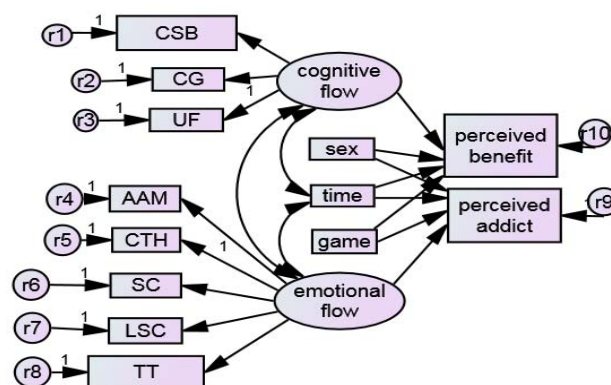 r1
1
CSB
r2
1
CG
r3
1
UF
1
cognitive
flow
sex
time
game
perceived
benefit
r10
perceived
addict
r9
r4
1
AAM
r5
1
CTH
1
r6
1
SC
r7
1
LSC
r8
1
TT
emotional
flow